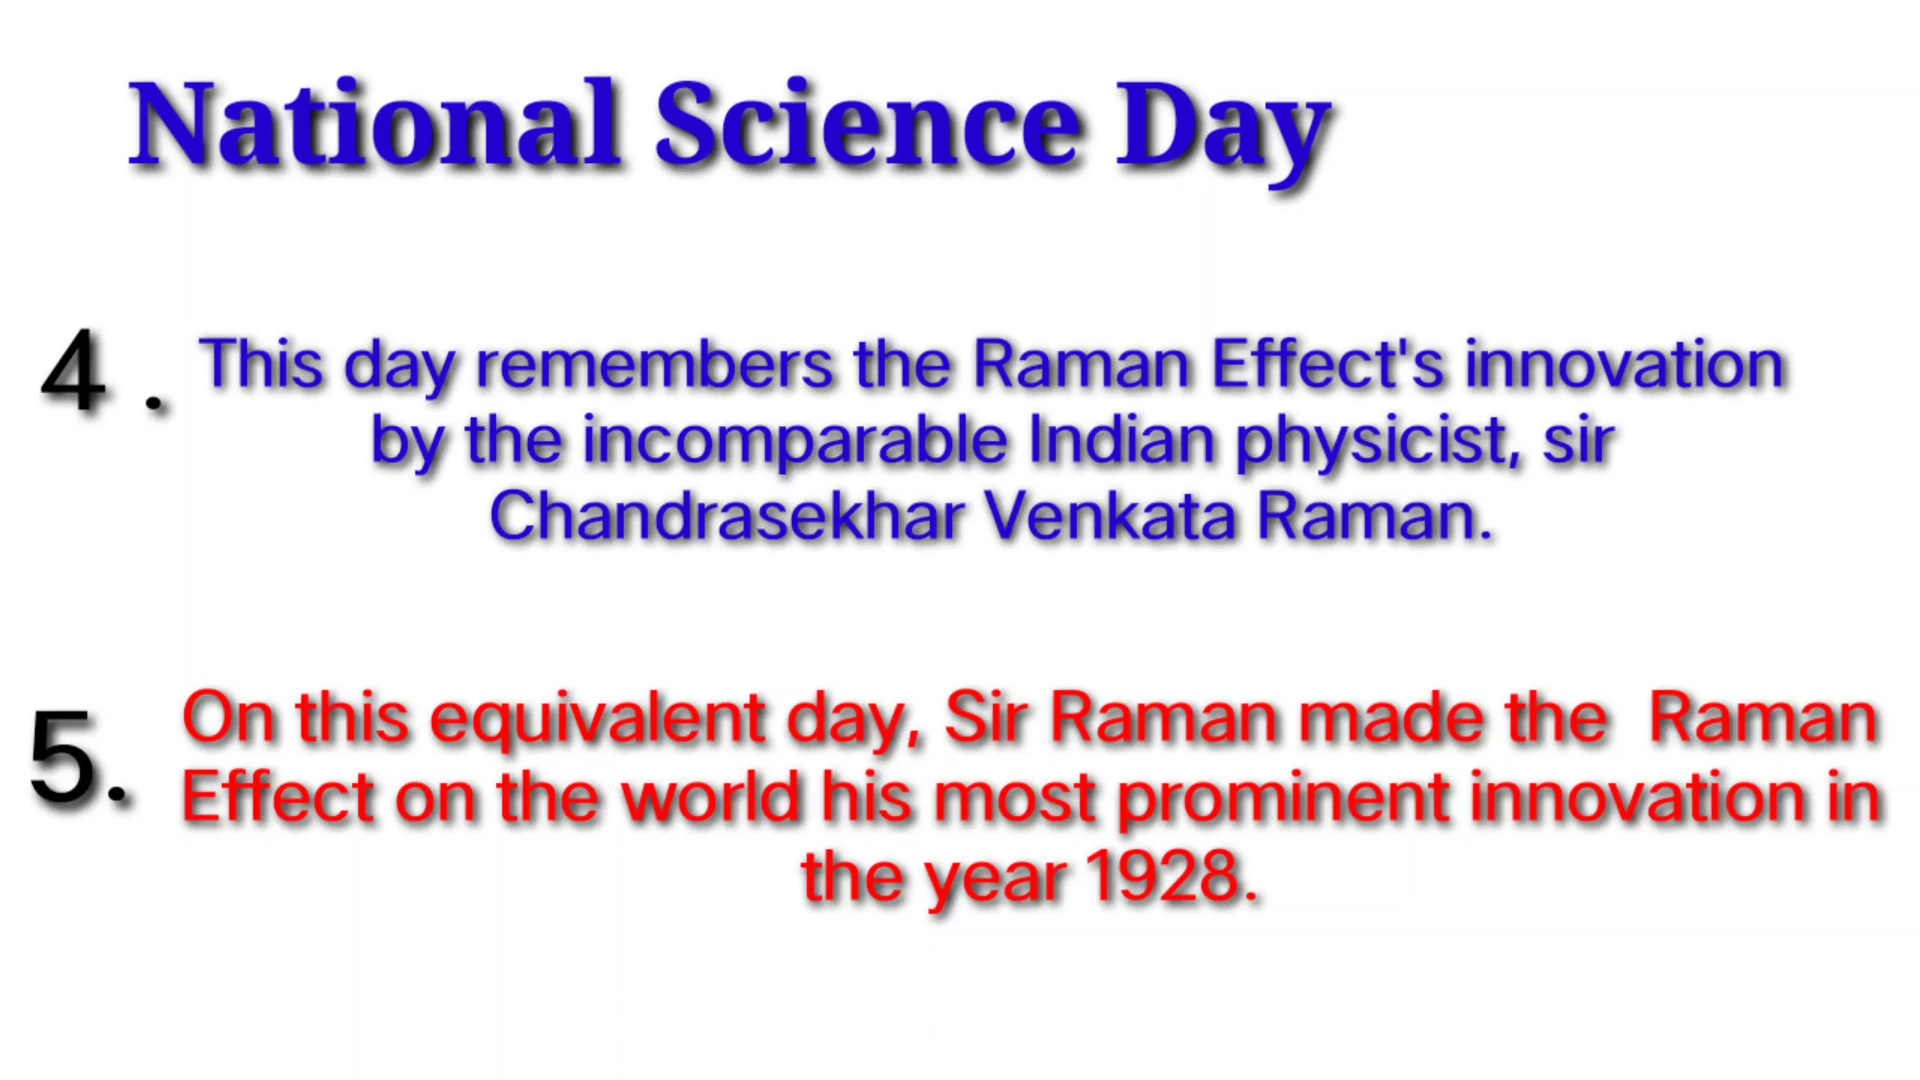 National Science Day
4 . This day remembers the Raman Effect's innovation
by the incomparable Indian physicist, sir
Chandrasekhar Venkata Raman.
5. On this equivalent day, Sir Raman made the Raman
Effect on the world his most prominent innovation in
the year 1928.